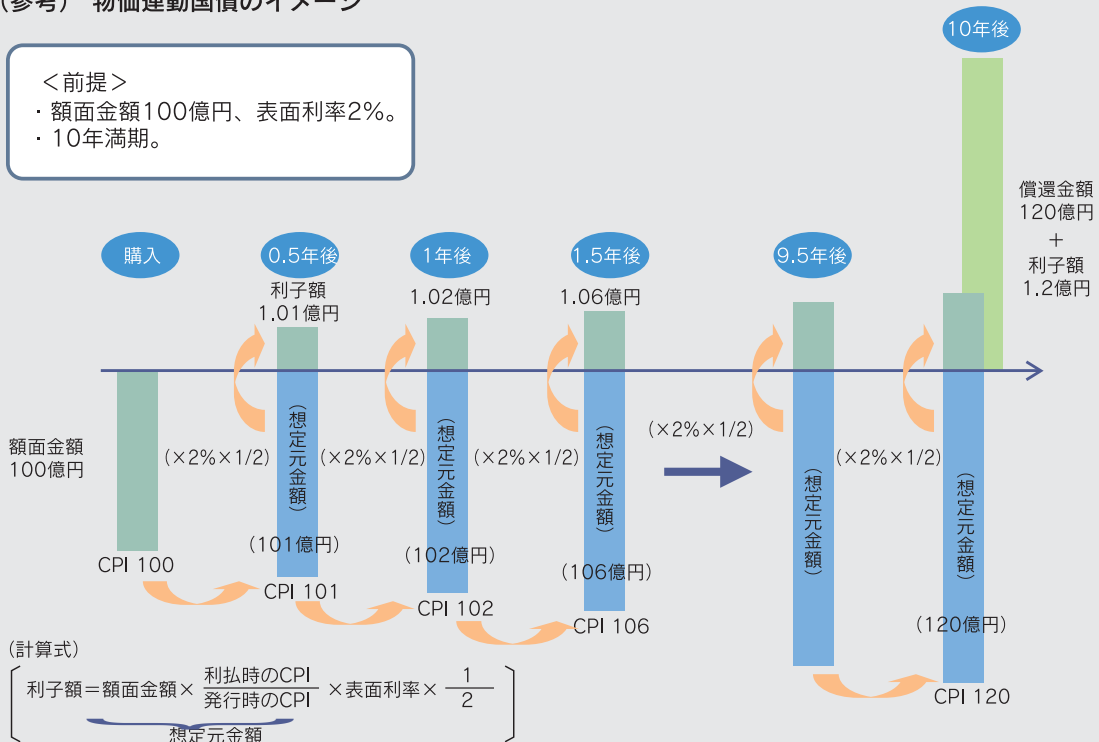 (参考) 物価連動国債のイメージ
<前提>
・額面金額100億円、表面利率2%。
・10年満期。
10年後
償還金額
120億円
+
利子額
1.2億円
購入
0.5年後
1年後
1.5年後
9.5年後
利子額
1.01億円
1.02億円
1.06億円
額面金額
100億円
(×2%×1/2)
(×2%×1/2)
(×2%×1/2)
(×2%×1/2)
(×2%×1/2)
(想定元金額)
(想定元金額)
(想定元金額)
(想定元金額)
(想定元金額)
(101億円)
(102億円)
(106億円)
(120億円)
CPI 100
CPI 101
CPI 102
CPI 106
CPI 120
(計算式)
利子額=額面金額× 利払時のCPI/発行時のCPI ×表面利率× 1/2
想定元金額